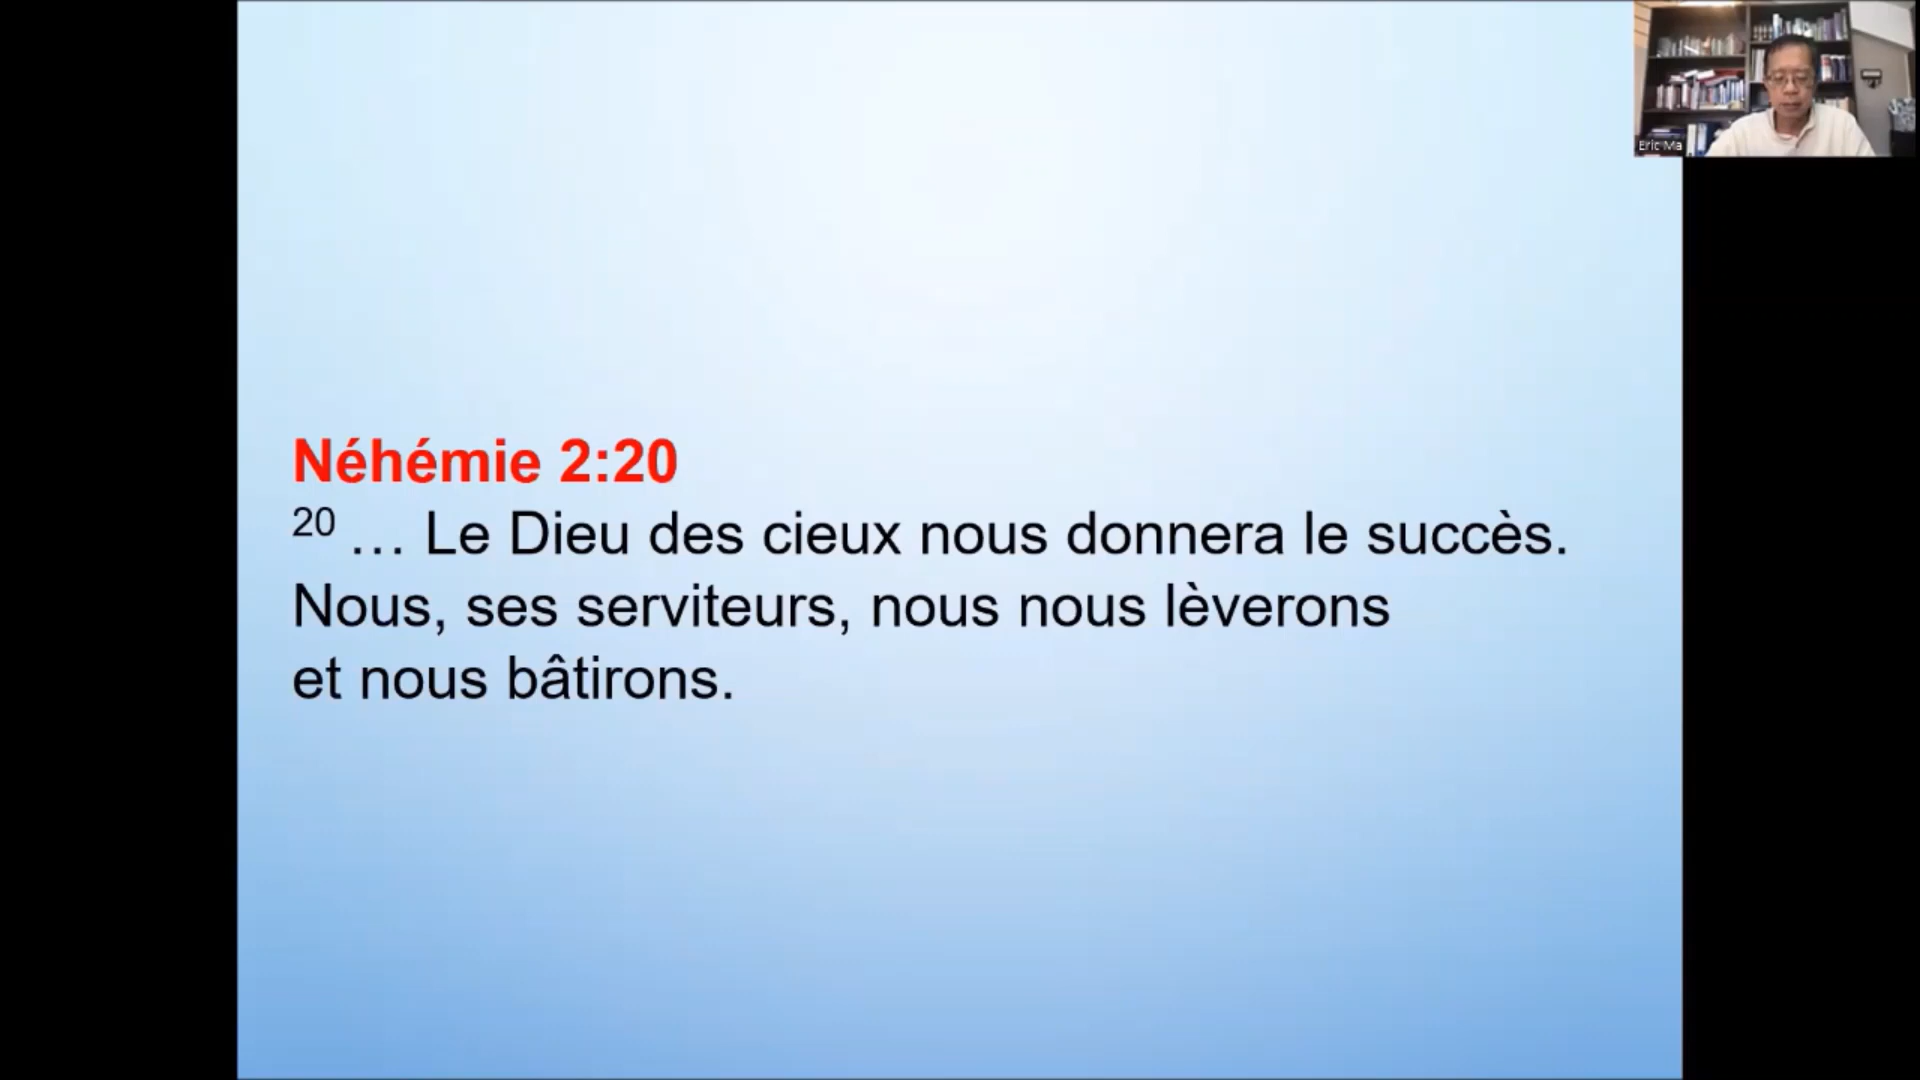 Néhémie 2:20
20 … Le Dieu des cieux nous donnera le succès.
Nous, ses serviteurs, nous nous lèverons
et nous bâtirons.
Eric Ma